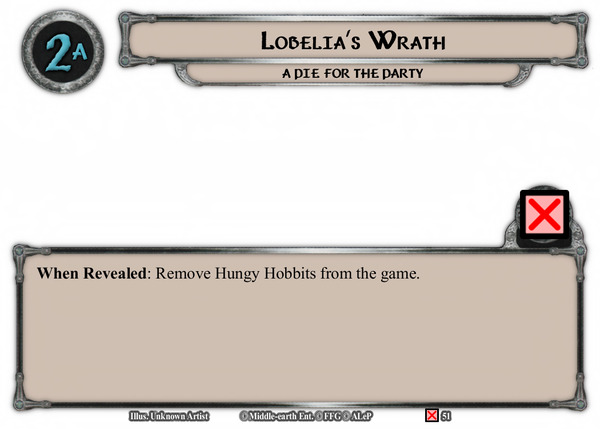 2A
Lobelia's Wrath
A Pie for the Party
When Revealed: Remove Hungy Hobbits from the game.
Illus. Unknown Artist © Middle-earth Ent. © FFG © ALeP 51